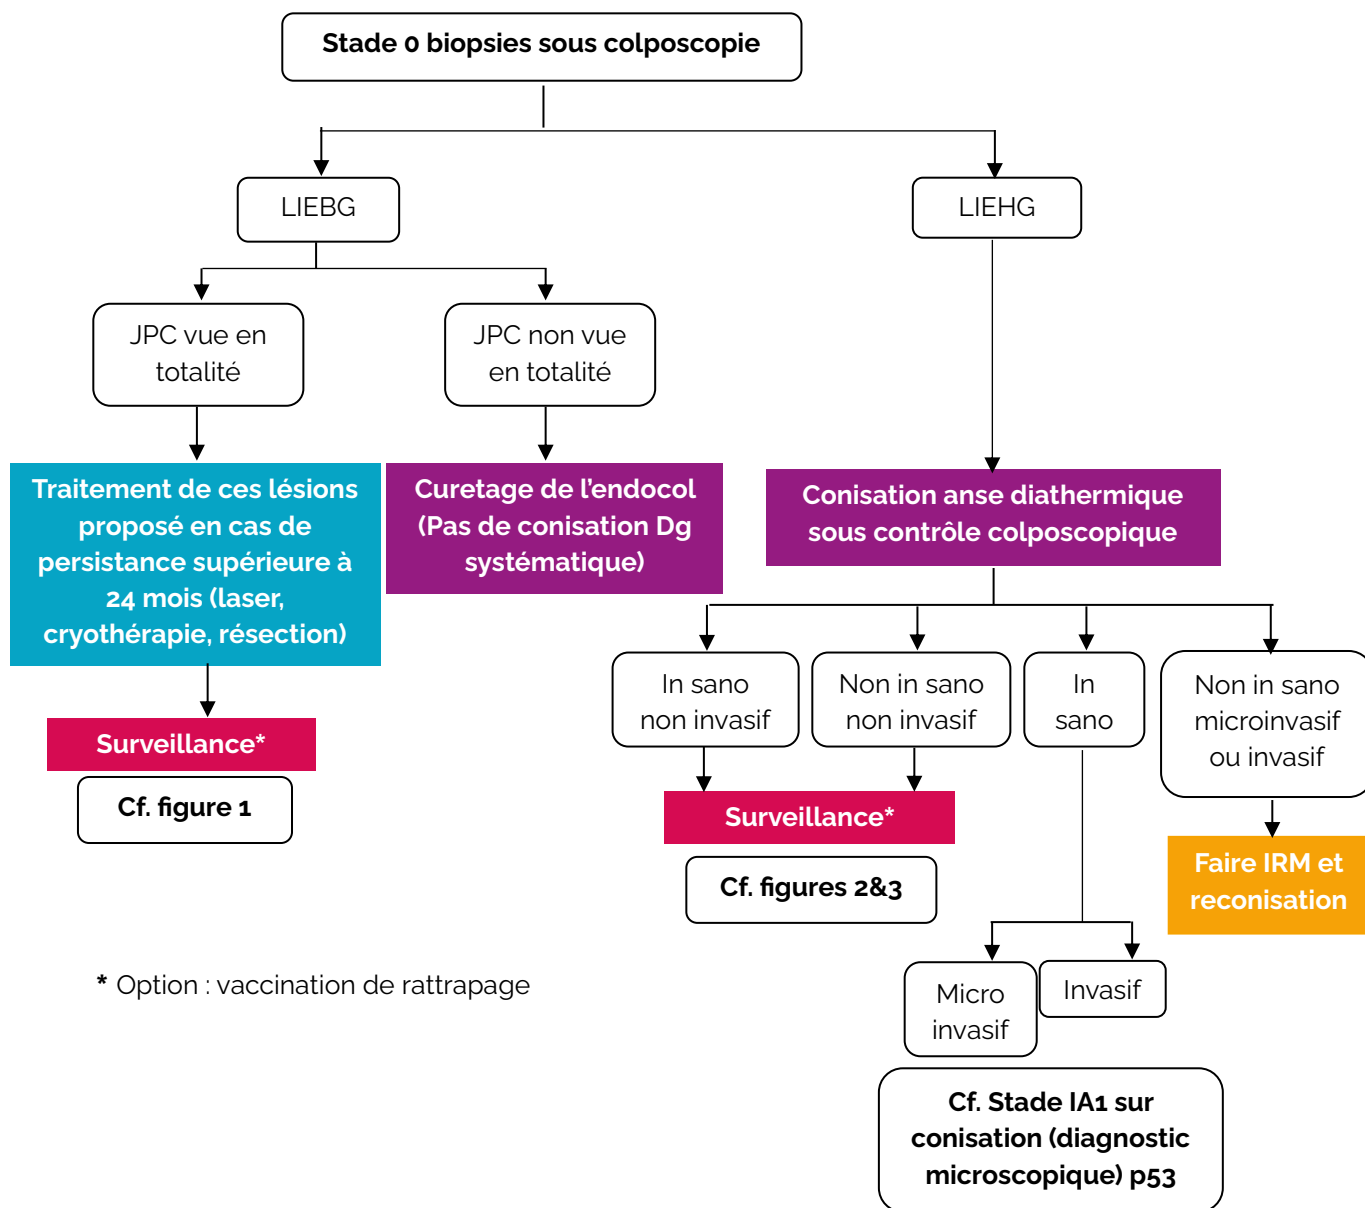 Stade 0 biopsies sous colposcopie
LIEBG
LIEHG
JPC vue en
totalité
JPC non vue
en totalité
Traitement de ces lésions
proposé en cas de
persistance supérieure à
24 mois (laser,
cryothérapie, résection)
Curetage de l’endocol
(Pas de conisation Dg
systématique)
Conisation anse diathermique
sous contrôle colposcopique
In sano
non invasif
Non in sano
non invasif
In
sano
Non in sano
microinvasif
ou invasif
Surveillance*
Cf. figure 1
Surveillance*
Cf. figures 2&3
Faire IRM et
reconisation
Micro
invasif
Invasif
* Option : vaccination de rattrapage
Cf. Stade IA1 sur
conisation (diagnostic
microscopique) p53